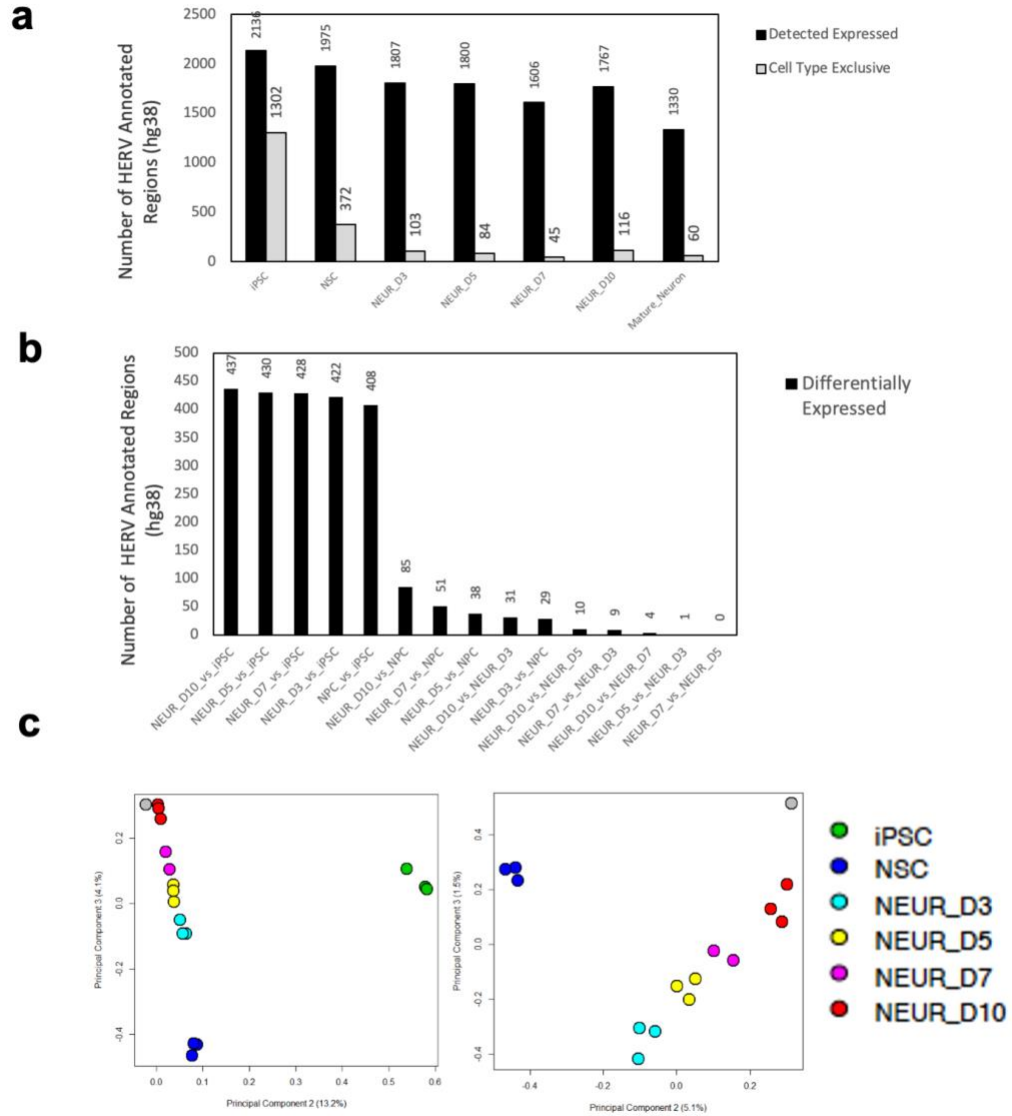 a
Number of HERV Annotated
Regions (hg38)
2500
2000
1500
1000
500
0
2136
1302
1975
372
1807
103
1800
84
1606
45
1767
116
1330
60
iPSC
NSC
NEUR_D3
NEUR_D5
NEUR_D7
NEUR_D10
Mature_Neuron
Detected Expressed
Cell Type Exclusive
b
Number of HERV Annotated Regions
(hg38)
500
450
400
350
300
250
200
150
100
50
0
437
430
428
422
408
85
51
38
31
29
10
9
4
1
0
NEUR_D10_vs_iPSC
NEUR_D5_vs_iPSC
NEUR_D7_vs_iPSC
NEUR_D3_vs_iPSC
NPC_vs_iPSC
NEUR_D10_vs_NPC
NEUR_D7_vs_NPC
NEUR_D5_vs_NPC
NEUR_D10_vs_NEUR_D3
NEUR_D3_vs_NPC
NEUR_D10_vs_NEUR_D5
NEUR_D7_vs_NEUR_D3
NEUR_D10_vs_NEUR_D7
NEUR_D5_vs_NEUR_D3
NEUR_D7_vs_NEUR_D5
Differentially
Expressed
c
Principal Component 3 (4.1%)
0.2
0.0
-0.2
-0.4
0.0 0.1 0.2 0.3 0.4 0.5 0.6
Principal Component 2 (13.2%)
Principal Component 3 (1.5%)
0.4
0.2
0.0
-0.2
-0.4
-0.4 -0.2 0.0 0.2
Principal Component 2 (5.1%)
iPSC
NSC
NEUR_D3
NEUR_D5
NEUR_D7
NEUR_D10